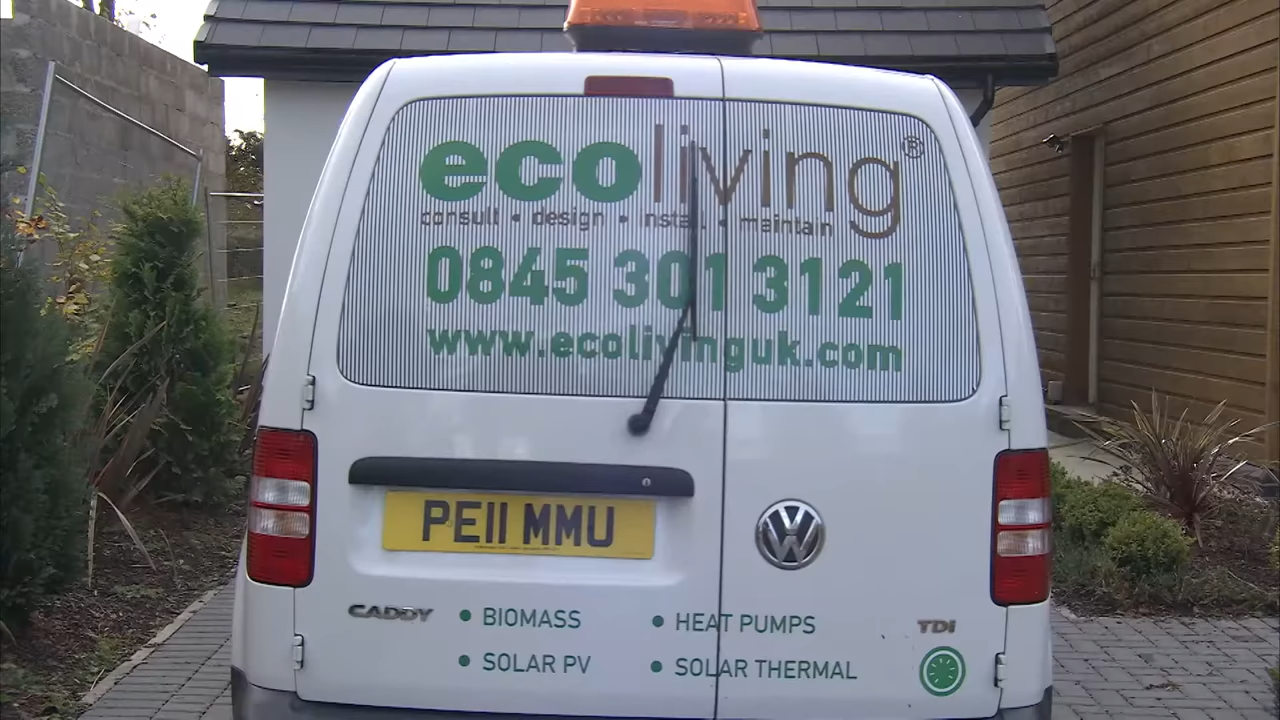 ecoliving®
consult • design • install • maintain
0845 301 3121
www.ecolivinguk.com
PE11 MMU
CADDY
• BIOMASS • HEAT PUMPS
TDI
• SOLAR PV • SOLAR THERMAL